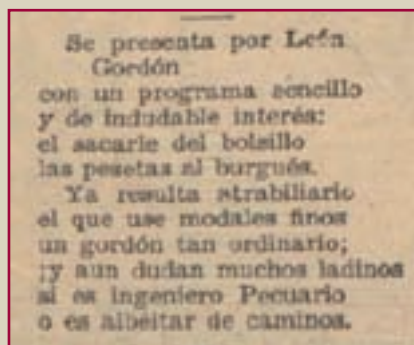 Se presenta por León
Gordón
con un programa sencillo
y de indudable interés:
el sacarle del bolsillo
las pesetas al burgués.
Ya resulta atrabiliario
el que use modales finos
un gordón tan ordinario;
¡y aun dudan muchos ladinos
si es ingeniero Pecuario
o es albéitar de caminos.